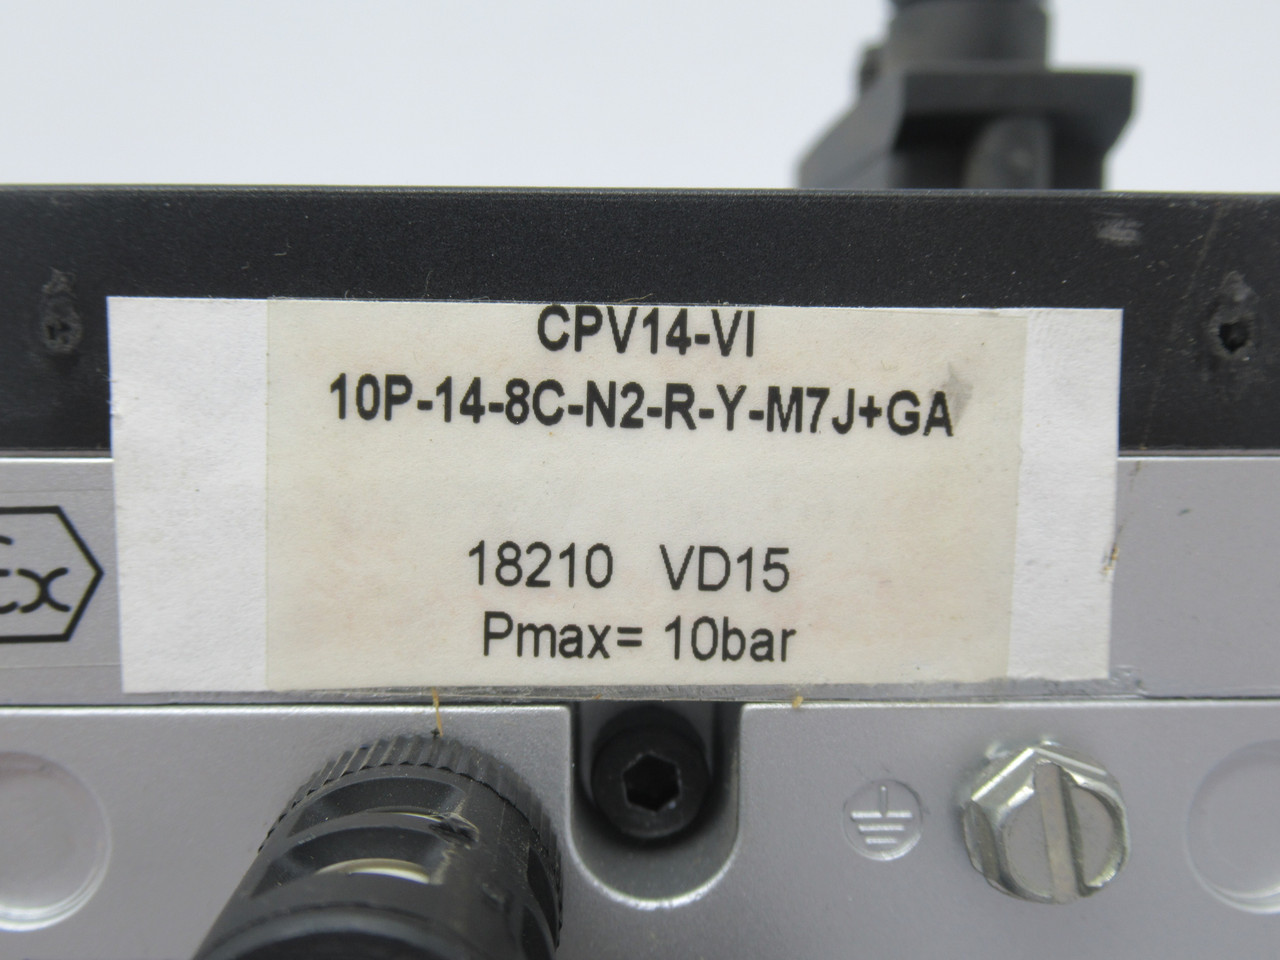 CPV14-VI
10P-14-8C-N2-R-Y-M7J+GA
18210 VD15
Pmax= 10bar